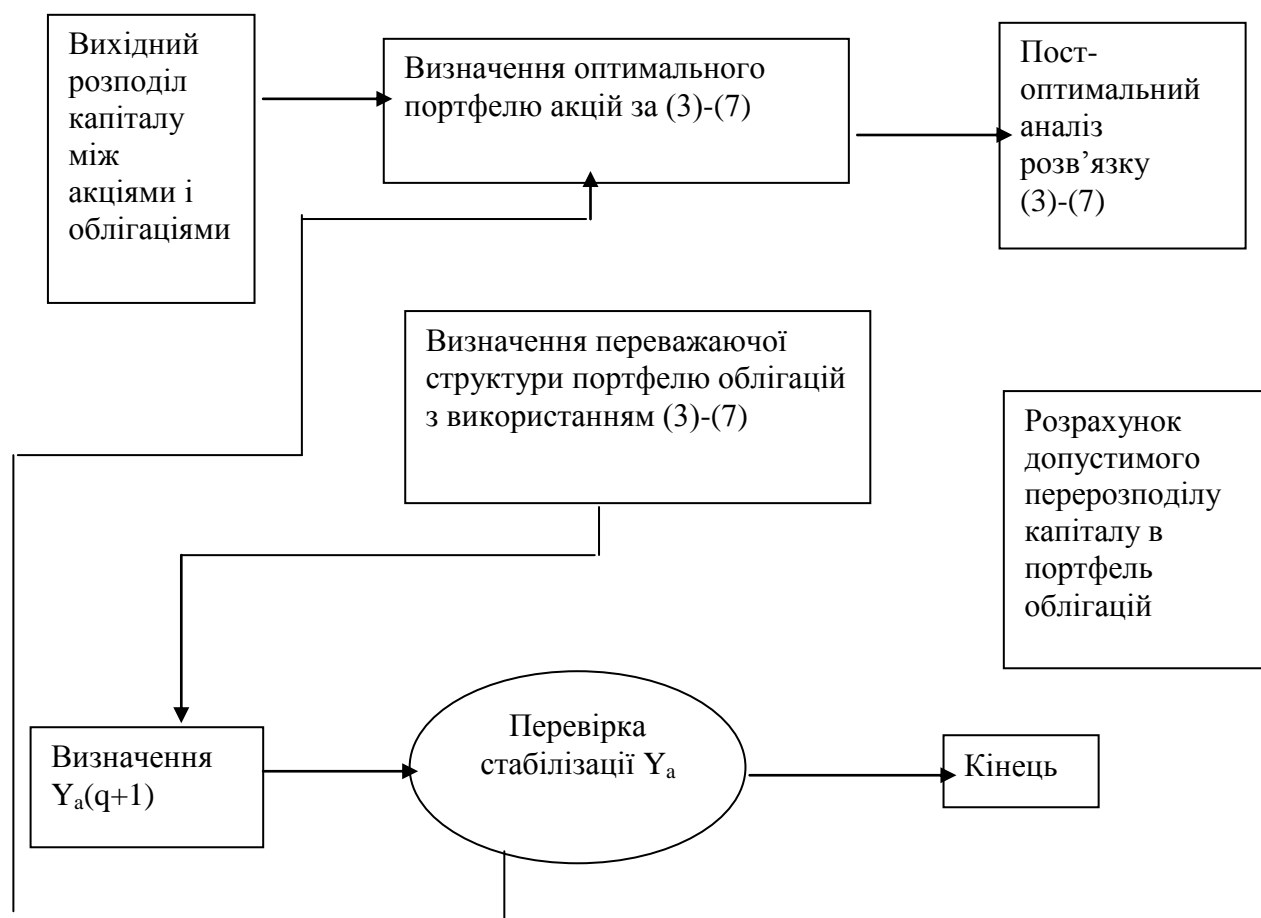 Вихідний
розподіл
капіталу
між
акціями і
облігаціями
Визначення оптимального
портфелю акцій за (3)-(7)
Пост-
оптимальний
аналіз
розв’язку
(3)-(7)
Визначення переважаючої
структури портфелю облігацій
з використанням (3)-(7)
Розрахунок
допустимого
перерозподілу
капіталу в
портфель
облігацій
Визначення
Yₐ(q+1)
Перевірка
стабілізації Yₐ
Кінець